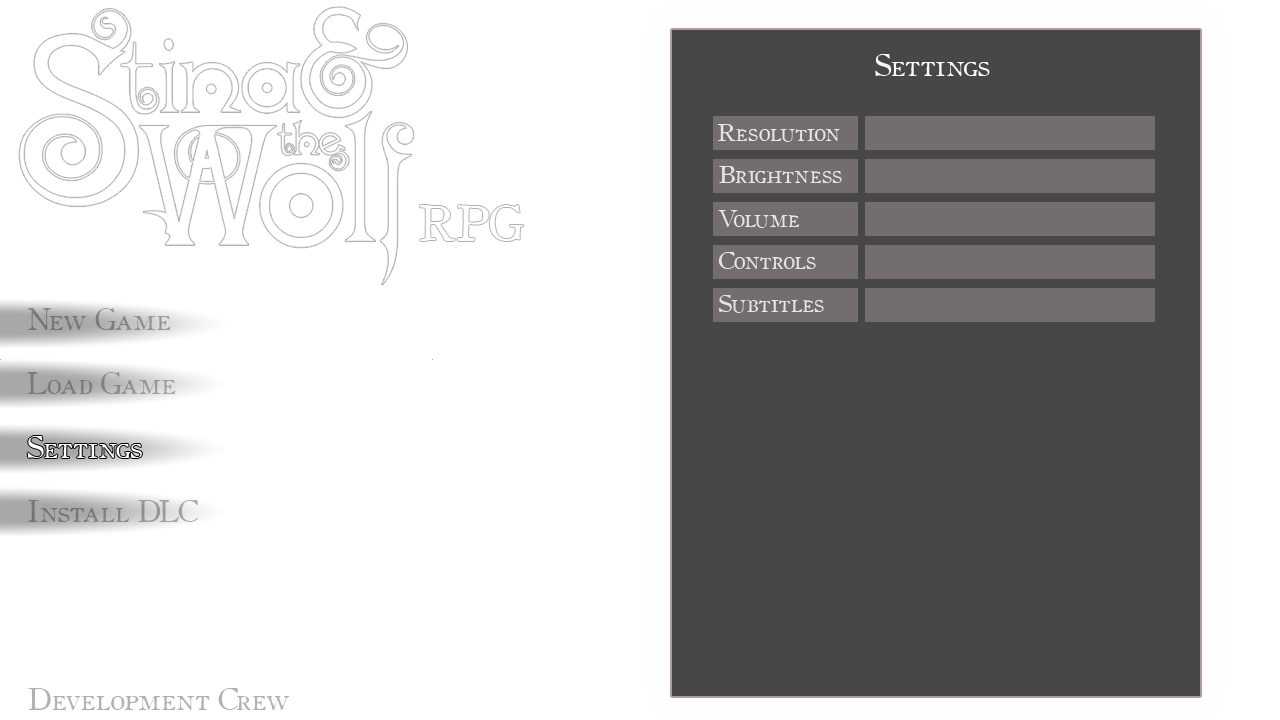 Stina &
the
Wolf RPG
New Game
Load Game
Settings
Install DLC
Development Crew
Settings
Resolution
Brightness
Volume
Controls
Subtitles